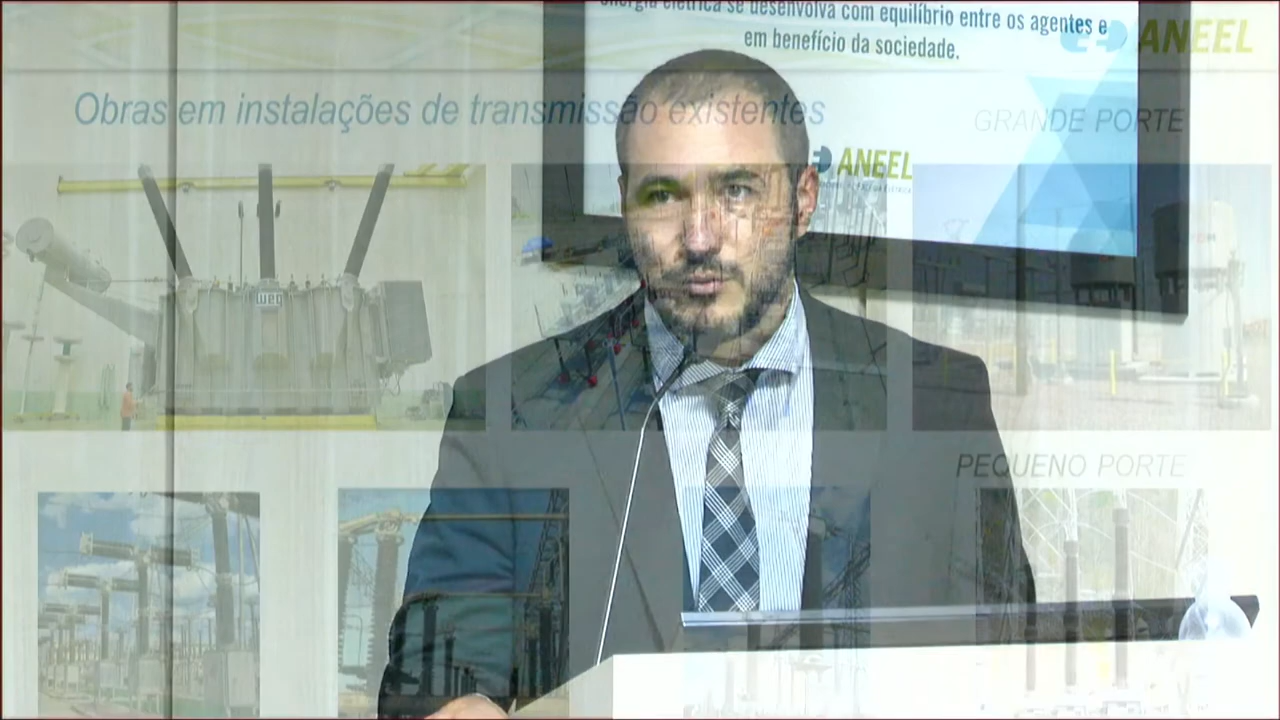 energia elétrica se desenvolva com equilíbrio entre os agentes e
em benefício da sociedade.
ANEEL
Obras em instalações de transmissão existentes
GRANDE PORTE
ANEEL
WEG
PEQUENO PORTE